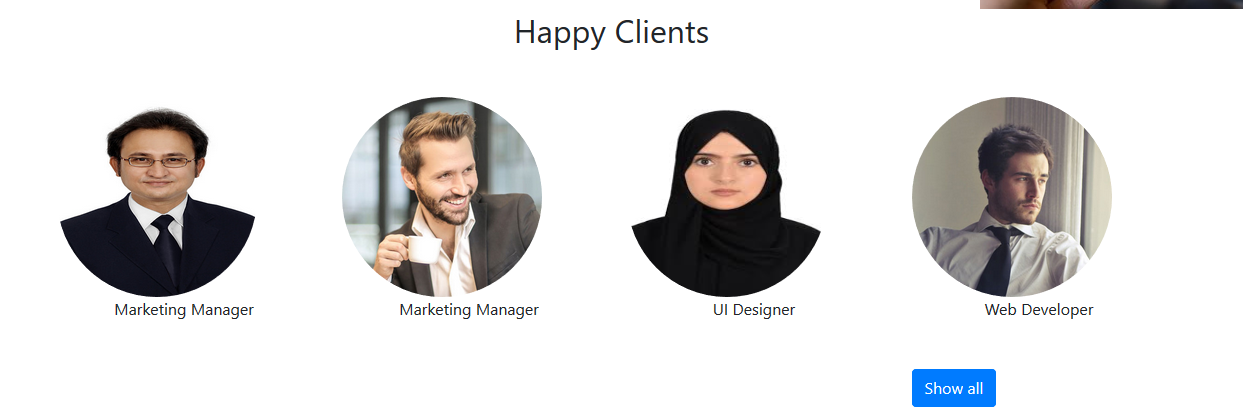 Happy Clients
Marketing Manager
Marketing Manager
UI Designer
Web Developer
Show all